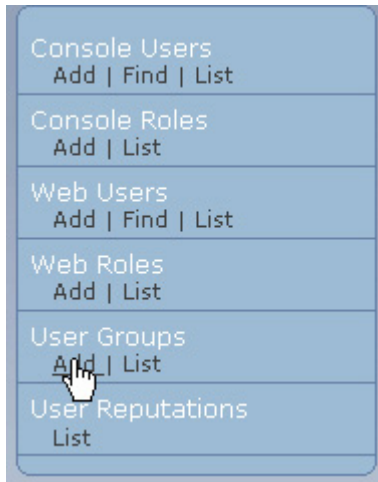 Console Users
Add | Find | List
Console Roles
Add | List
Web Users
Add | Find | List
Web Roles
Add | List
User Groups
Add | List
User Reputations
List